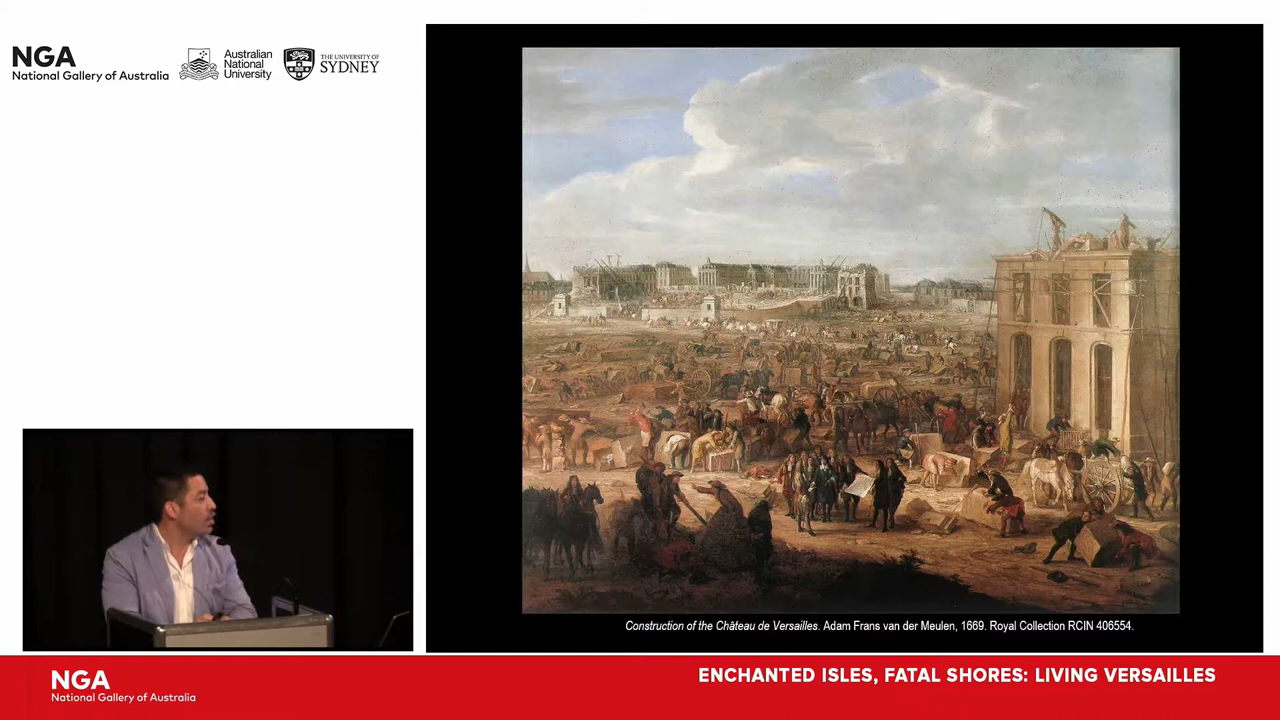 NGA
National Gallery of Australia
Australian
National
University
THE UNIVERSITY OF
SYDNEY
Construction of the Château de Versailles. Adam Frans van der Meulen, 1669. Royal Collection RCIN 406554.
NGA
National Gallery of Australia
ENCHANTED ISLES, FATAL SHORES: LIVING VERSAILLES